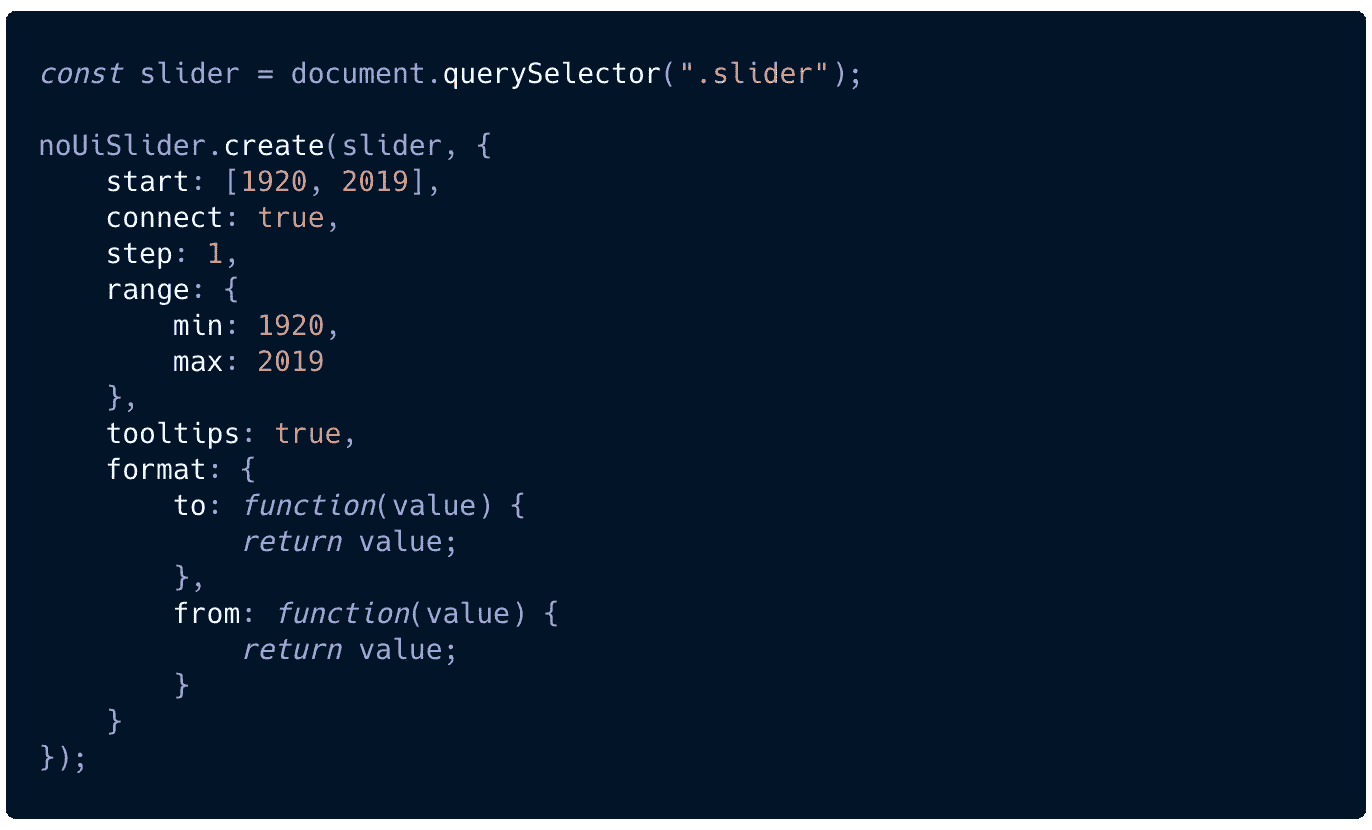 const slider = document.querySelector(".slider");

noUiSlider.create(slider, {
    start: [1920, 2019],
    connect: true,
    step: 1,
    range: {
        min: 1920,
        max: 2019
    },
    tooltips: true,
    format: {
        to: function(value) {
            return value;
        },
        from: function(value) {
            return value;
        }
    }
});